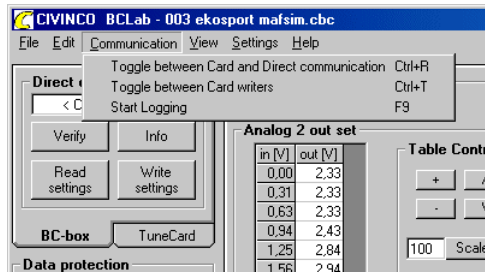 CIVINCO BCLab - 003 ekosport mafsim.cbc
File Edit Communication View Settings Help
Toggle between Card and Direct communication Ctrl+R
Toggle between Card writers Ctrl+T
Start Logging F9
Direct
< C
Verify Info
Read settings
Write settings
BC-box TuneCard
Data protection
Analog 2 out set
in [V] out [V]
0,00 2,33
0,31 2,33
0,63 2,33
0,94 2,43
1,25 2,84
1,56 2,94
Table Contr
+
-
100 Scale